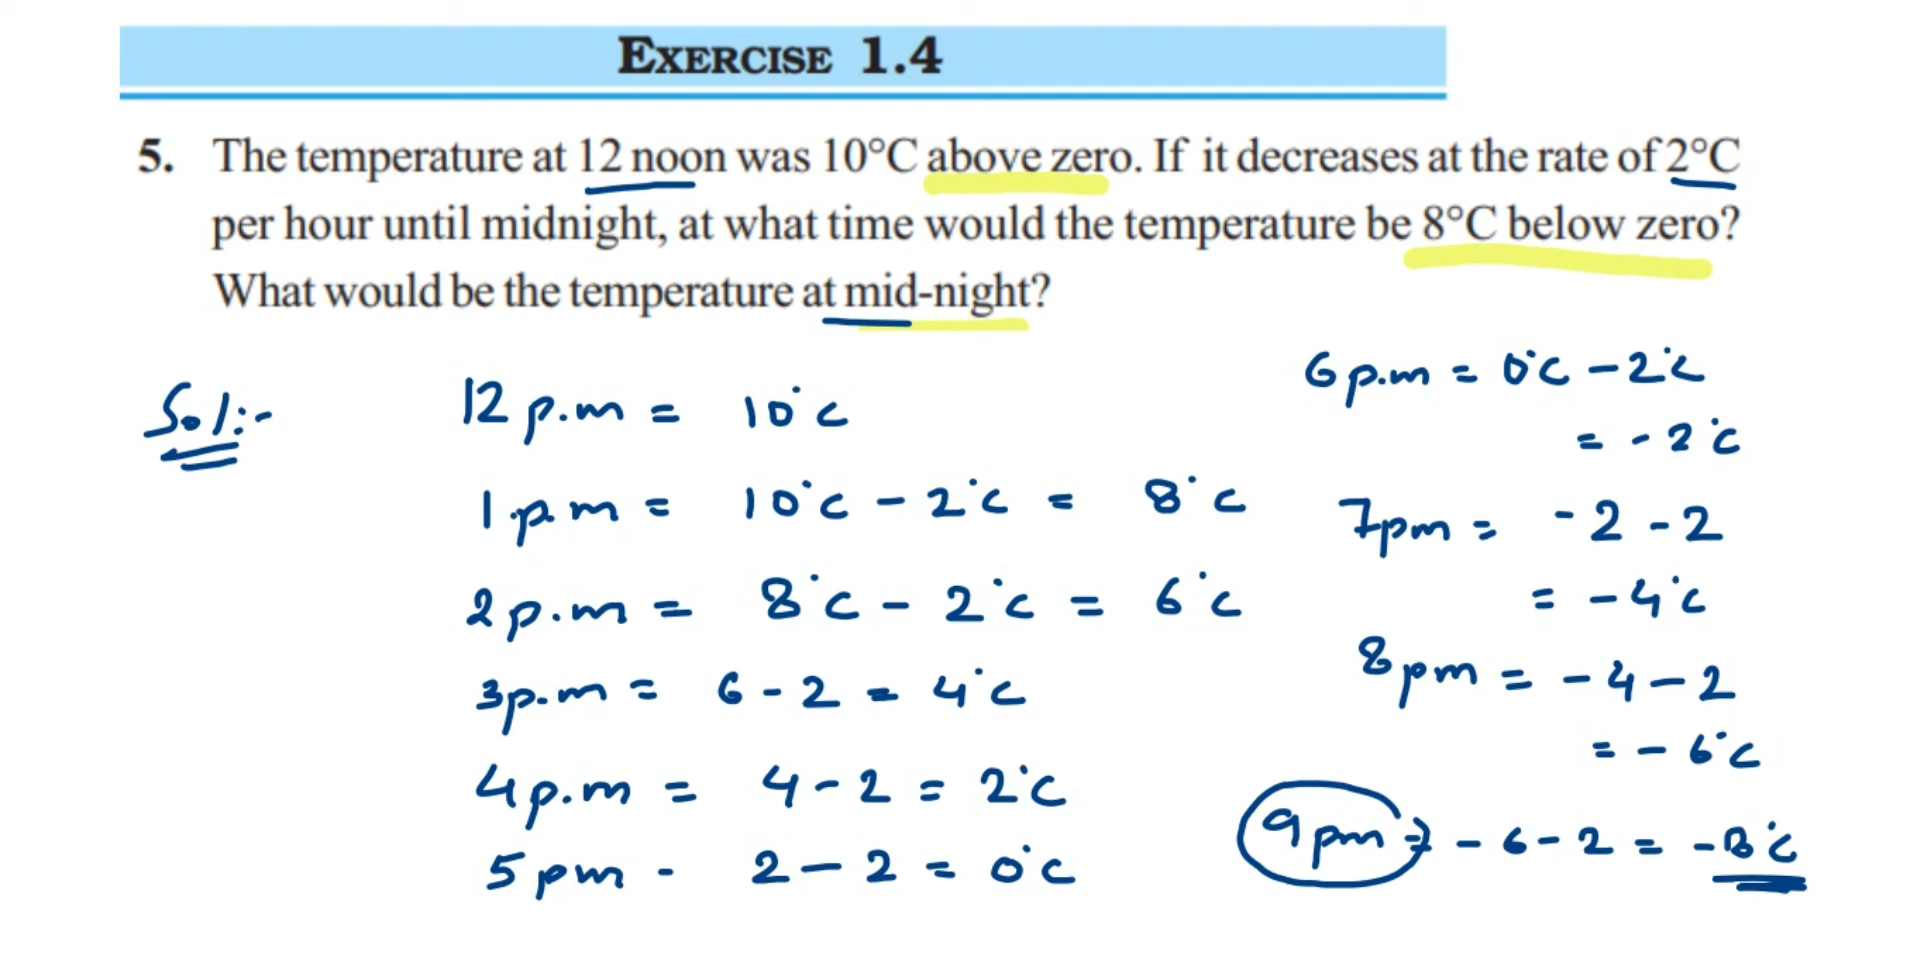 EXERCISE 1.4
5. The temperature at 12 noon was 10°C above zero. If it decreases at the rate of 2°C
per hour until midnight, at what time would the temperature be 8°C below zero?
What would be the temperature at mid-night?
Sol:-
12 p.m = 10°C
1 p.m = 10°C - 2°C = 8°C
2 p.m = 8°C - 2°C = 6°C
3 p.m = 6 - 2 = 4°C
4 p.m = 4 - 2 = 2°C
5 pm - 2 - 2 = 0°C
6 p.m = 0°C - 2°C
= -2°C
7pm = -2 - 2
= -4°C
8pm = -4 - 2
= -6°C
9pm = -6 - 2 = -8°C